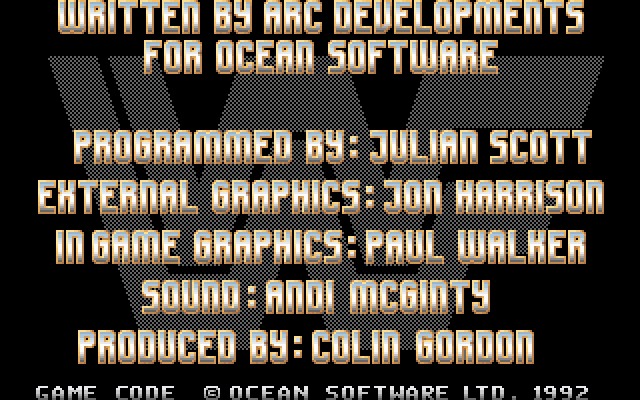 WRITTEN BY ARC DEVELOPMENTS
FOR OCEAN SOFTWARE
PROGRAMMED BY: JULIAN SCOTT
EXTERNAL GRAPHICS: JON HARRISON
IN GAME GRAPHICS: PAUL WALKER
SOUND: ANDI MCGINTY
PRODUCED BY: COLIN GORDON
GAME CODE © OCEAN SOFTWARE LTD. 1992